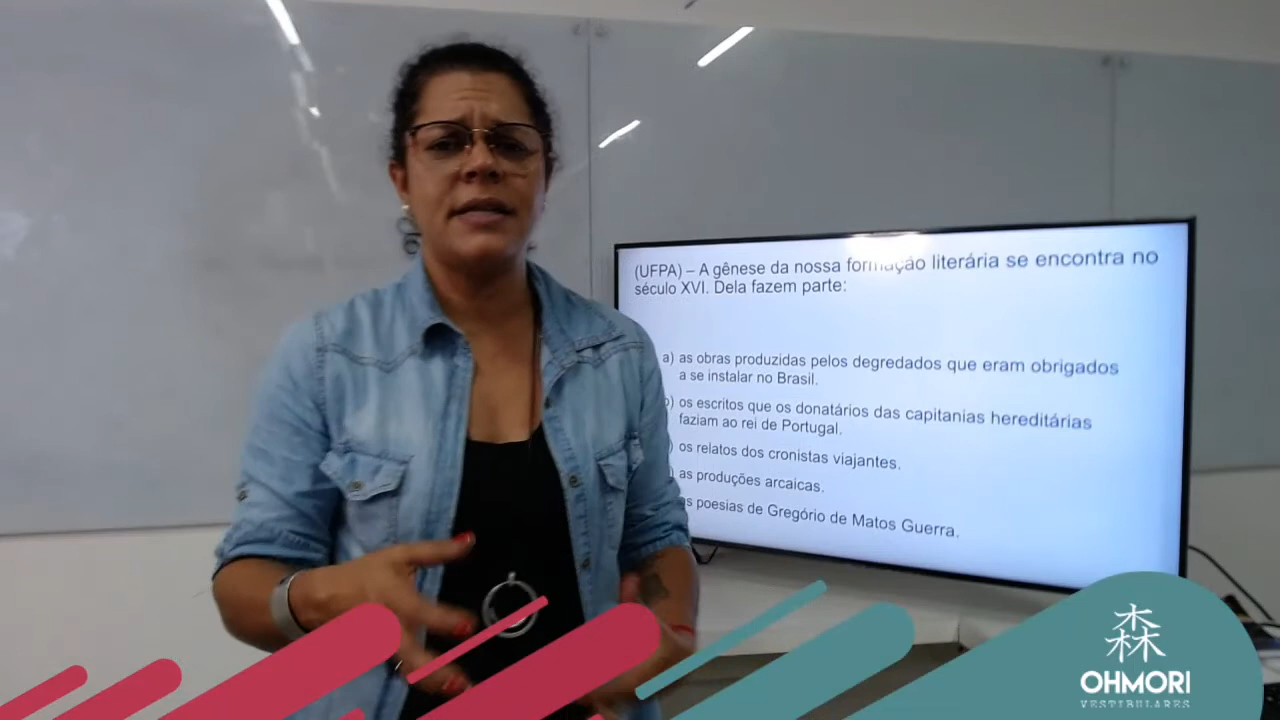 (UFPA) – A gênese da nossa formação literária se encontra no
século XVI. Dela fazem parte:
a) as obras produzidas pelos degredados que eram obrigados
a se instalar no Brasil.
) os escritos que os donatários das capitanias hereditárias
faziam ao rei de Portugal.
) os relatos dos cronistas viajantes.
) as produções arcaicas.
as poesias de Gregório de Matos Guerra.
森
OHMORI
VESTIBULARES